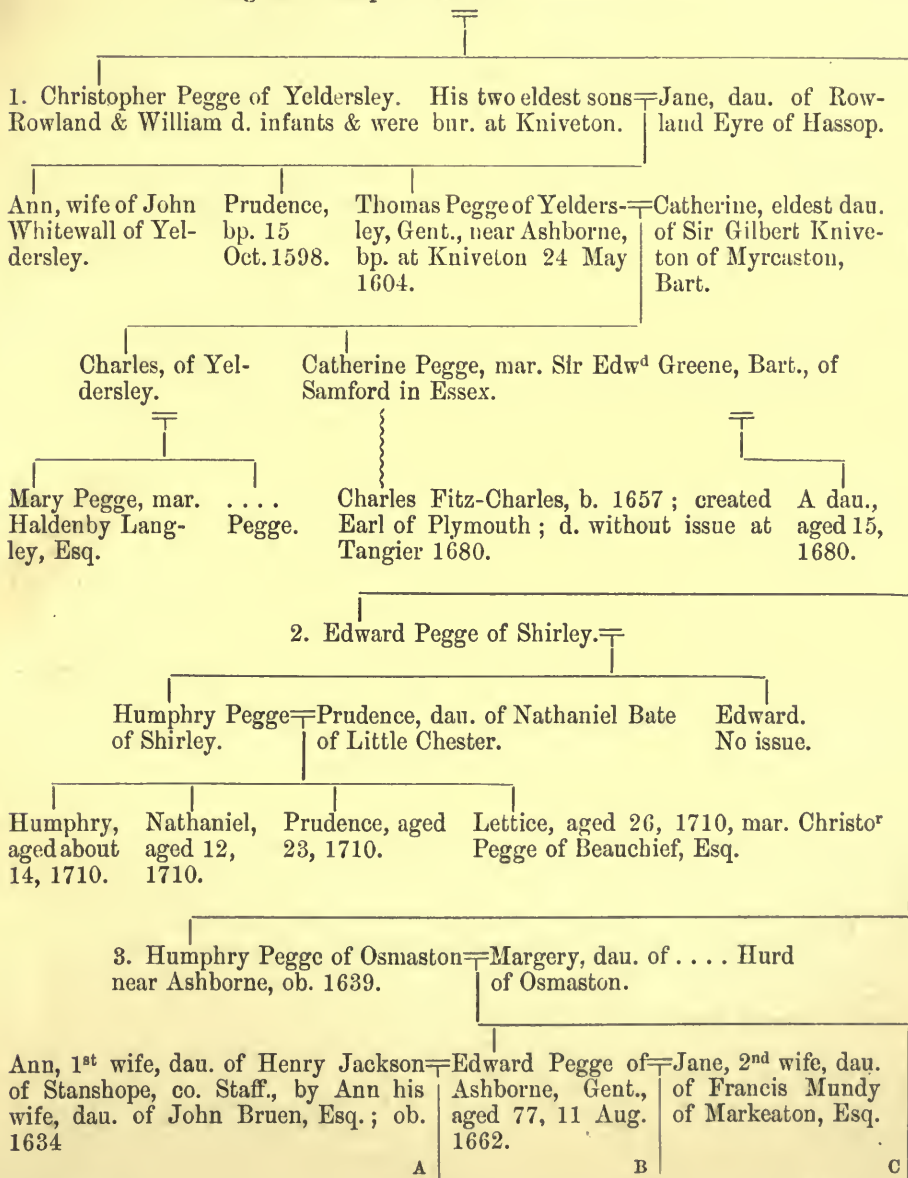 1. Christopher Pegge of Yeldersley. His two eldest sons Jane, dau. of Row-
Rowland & William d. infants & were bur. at Kniveton. land Eyre of Hassop.
Ann, wife of John
Whitewall of Yel-
dersley.
Prudence,
bp. 15
Oct. 1598.
Thomas Pegge of Yelders-
ley, Gent., near Ashborne,
bp. at Kniveton 24 May
1604.
Catherine, eldest dau.
of Sir Gilbert Knive-
ton of Myrcaston,
Bart.
Charles, of Yel-
dersley.
Catherine Pegge, mar. Sir Edwd Greene, Bart., of
Samford in Essex.
Mary Pegge, mar.
Haldenby Lang-
ley, Esq.
. . . .
Pegge.
Charles Fitz-Charles, b. 1657 ; created
Earl of Plymouth ; d. without issue at
Tangier 1680.
A dau.,
aged 15,
1680.
2. Edward Pegge of Shirley.
Humphry Pegge
of Shirley.
Prudence, dau. of Nathaniel Bate
of Little Chester.
Edward.
No issue.
Humphry,
aged about
14, 1710.
Nathaniel,
aged 12,
1710.
Prudence, aged
23, 1710.
Lettice, aged 26, 1710, mar. Christor
Pegge of Beauchief, Esq.
3. Humphry Pegge of Osmaston
near Ashborne, ob. 1639.
Margery, dau. of . . . . Hurd
of Osmaston.
Ann, 1st wife, dau. of Henry Jackson
of Stanshope, co. Staff., by Ann his
wife, dau. of John Bruen, Esq. ; ob.
1634
Edward Pegge of
Ashborne, Gent.,
aged 77, 11 Aug.
1662.
Jane, 2nd wife, dau.
of Francis Mundy
of Markeaton, Esq.
A B C